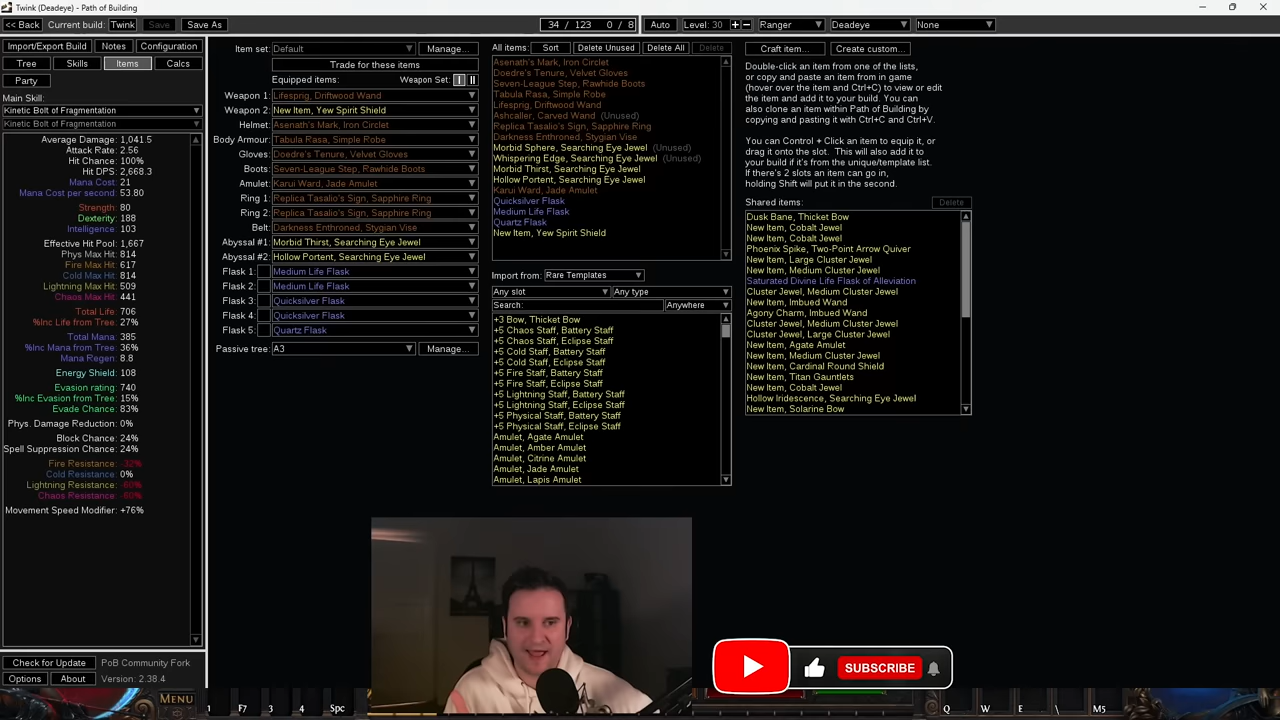 Twink (Deadeye) - Path of Building
<< Back Current build: Twink Save Save As 34 / 123 0 / 8 Auto Level: 30 + - Ranger Deadeye None
Import/Export Build Notes Configuration
Tree Skills Items Calcs
Party
Main Skill:
Kinetic Bolt of Fragmentation
Kinetic Bolt of Fragmentation
Average Damage: 1,041.5
Attack Rate: 2.56
Hit Chance: 100%
Hit DPS: 2,668.3
Mana Cost: 21
Mana Cost per second: 53.80
Strength: 80
Dexterity: 188
Intelligence: 103
Effective Hit Pool: 1,667
Phys Max Hit: 814
Fire Max Hit: 617
Cold Max Hit: 814
Lightning Max Hit: 509
Chaos Max Hit: 441
Total Life: 706
%Inc Life from Tree: 27%
Total Mana: 385
%Inc Mana from Tree: 36%
Mana Regen: 8.8
Energy Shield: 108
Evasion rating: 740
%Inc Evasion from Tree: 15%
Evade Chance: 83%
Phys. Damage Reduction: 0%
Block Chance: 24%
Spell Suppression Chance: 24%
Fire Resistance: -32%
Cold Resistance: 0%
Lightning Resistance: -60%
Chaos Resistance: -60%
Movement Speed Modifier: +76%
Check for Update PoB Community Fork
Options About Version: 2.38.4
Item set: Default Manage...
Trade for these items
Equipped items: Weapon Set: I II
Weapon 1: Lifesprig, Driftwood Wand
Weapon 2: New Item, Yew Spirit Shield
Helmet: Asenath's Mark, Iron Circlet
Body Armour: Tabula Rasa, Simple Robe
Gloves: Doedre's Tenure, Velvet Gloves
Boots: Seven-League Step, Rawhide Boots
Amulet: Karui Ward, Jade Amulet
Ring 1: Replica Tasalio's Sign, Sapphire Ring
Ring 2: Replica Tasalio's Sign, Sapphire Ring
Belt: Darkness Enthroned, Stygian Vise
Abyssal #1: Morbid Thirst, Searching Eye Jewel
Abyssal #2: Hollow Portent, Searching Eye Jewel
Flask 1: Medium Life Flask
Flask 2: Medium Life Flask
Flask 3: Quicksilver Flask
Flask 4: Quicksilver Flask
Flask 5: Quartz Flask
Passive tree: A3 Manage...
All items: Sort Delete Unused Delete All Delete
Asenath's Mark, Iron Circlet
Doedre's Tenure, Velvet Gloves
Seven-League Step, Rawhide Boots
Tabula Rasa, Simple Robe
Lifesprig, Driftwood Wand
Ashcaller, Carved Wand (Unused)
Replica Tasalio's Sign, Sapphire Ring
Darkness Enthroned, Stygian Vise
Morbid Sphere, Searching Eye Jewel (Unused)
Whispering Edge, Searching Eye Jewel (Unused)
Morbid Thirst, Searching Eye Jewel
Hollow Portent, Searching Eye Jewel
Karui Ward, Jade Amulet
Quicksilver Flask
Medium Life Flask
Quartz Flask
New Item, Yew Spirit Shield
Import from: Rare Templates
Any slot Any type
Search: Anywhere
+3 Bow, Thicket Bow
+5 Chaos Staff, Battery Staff
+5 Chaos Staff, Eclipse Staff
+5 Cold Staff, Battery Staff
+5 Cold Staff, Eclipse Staff
+5 Fire Staff, Battery Staff
+5 Fire Staff, Eclipse Staff
+5 Lightning Staff, Battery Staff
+5 Lightning Staff, Eclipse Staff
+5 Physical Staff, Battery Staff
+5 Physical Staff, Eclipse Staff
Amulet, Agate Amulet
Amulet, Amber Amulet
Amulet, Citrine Amulet
Amulet, Jade Amulet
Amulet, Lapis Amulet
Craft item... Create custom...
Double-click an item from one of the lists,
or copy and paste an item from in game
(hover over the item and Ctrl+C) to view or edit
the item and add it to your build. You can
also clone an item within Path of Building by
copying and pasting it with Ctrl+C and Ctrl+V.
You can Control + Click an item to equip it, or
drag it onto the slot. This will also add it to
your build if it's from the unique/template list.
If there's 2 slots an item can go in,
holding Shift will put it in the second.
Shared items: Delete
Dusk Bane, Thicket Bow
New Item, Cobalt Jewel
New Item, Cobalt Jewel
Phoenix Spike, Two-Point Arrow Quiver
New Item, Large Cluster Jewel
New Item, Medium Cluster Jewel
Saturated Divine Life Flask of Alleviation
Cluster Jewel, Medium Cluster Jewel
New Item, Imbued Wand
Agony Charm, Imbued Wand
Cluster Jewel, Medium Cluster Jewel
Cluster Jewel, Large Cluster Jewel
New Item, Agate Amulet
New Item, Medium Cluster Jewel
New Item, Cardinal Round Shield
New Item, Titan Gauntlets
New Item, Cobalt Jewel
Hollow Iridescence, Searching Eye Jewel
New Item, Solarine Bow
SUBSCRIBE
MENU 1 F7 3 4 Spc Q W E \ M5